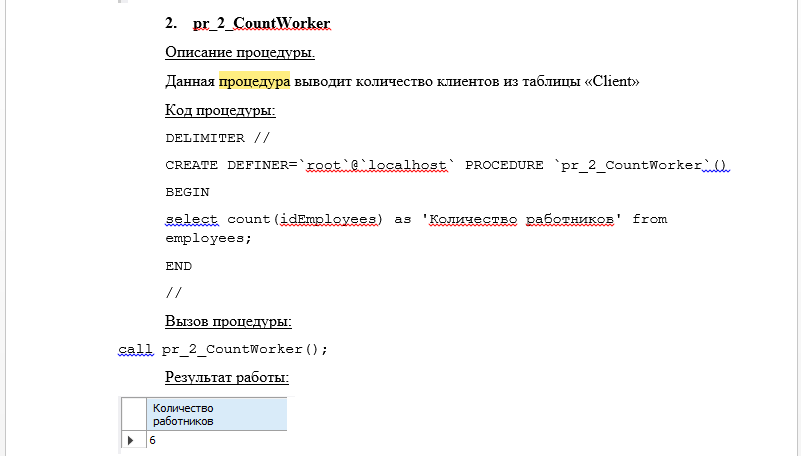 2. pr_2_CountWorker
Описание процедуры.
Данная процедура выводит количество клиентов из таблицы «Client»
Код процедуры:
DELIMITER //
CREATE DEFINER=`root`@`localhost` PROCEDURE `pr_2_CountWorker`()
BEGIN
select count(idEmployees) as 'Количество работников' from
employees;
END
//
Вызов процедуры:
call pr_2_CountWorker();
Результат работы:
Количество
работников
6